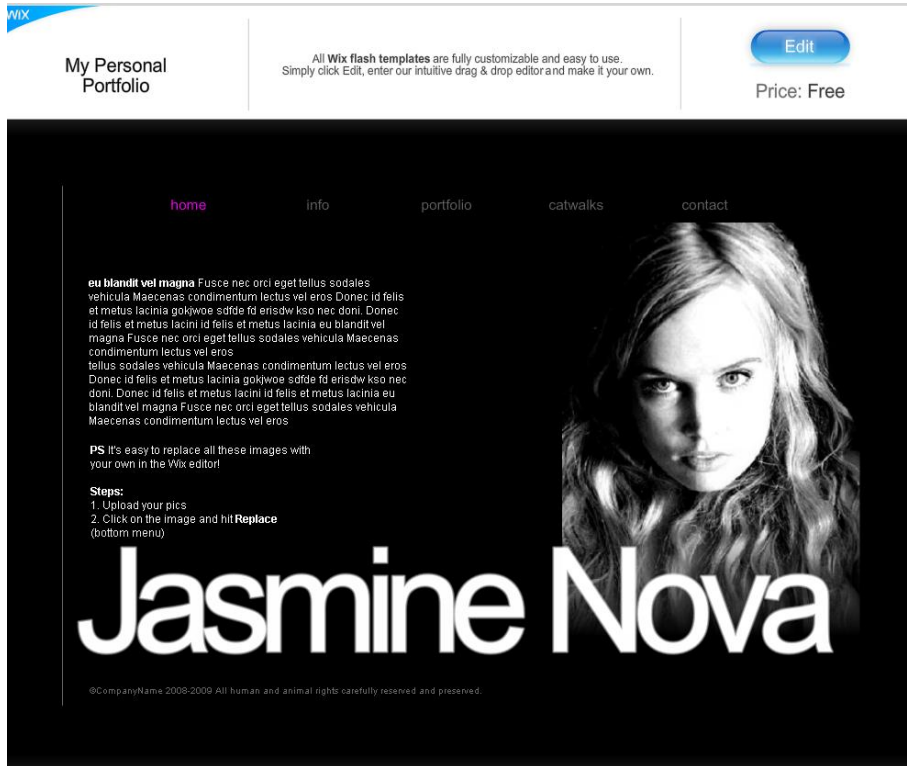 WiX
My Personal
Portfolio
All Wix flash templates are fully customizable and easy to use.
Simply click Edit, enter our intuitive drag & drop editor and make it your own.
Edit
Price: Free
home
info
portfolio
catwalks
contact
eu blandit vel magna Fusce nec orci eget tellus sodales
vehicula Maecenas condimentum lectus vel eros Donec id felis
et metus lacinia gokjwoe sdfde fd erisdw kso nec doni. Donec
id felis et metus lacini id felis et metus lacinia eu blandit vel
magna Fusce nec orci eget tellus sodales vehicula Maecenas
condimentum lectus vel eros
tellus sodales vehicula Maecenas condimentum lectus vel eros
Donec id felis et metus lacinia gokjwoe sdfde fd erisdw kso nec
doni. Donec id felis et metus lacini id felis et metus lacinia eu
blandit vel magna Fusce nec orci eget tellus sodales vehicula
Maecenas condimentum lectus vel eros
PS It's easy to replace all these images with
your own in the Wix editor!
Steps:
1. Upload your pics
2. Click on the image and hit Replace
(bottom menu)
Jasmine Nova
©CompanyName 2008-2009 All human and animal rights carefully reserved and preserved.